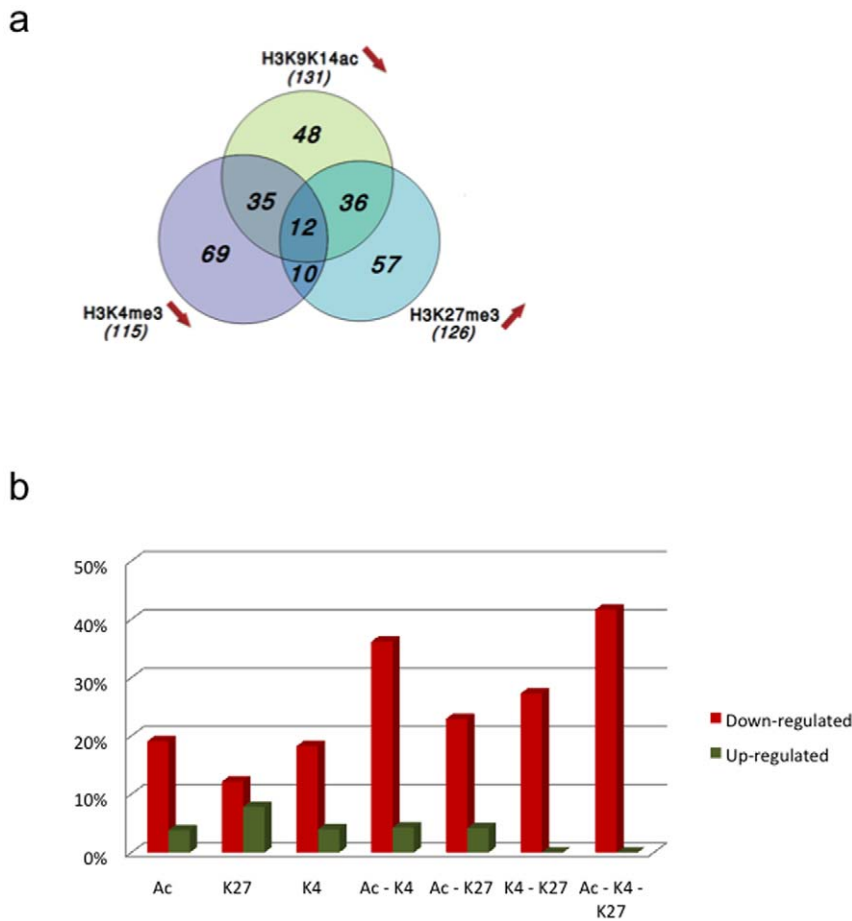 a
H3K9K14ac
(131)
48
35
36
12
69
10
57
H3K4me3
(115)
H3K27me3
(126)
b
50%
40%
30%
20%
10%
0%
Down-regulated
Up-regulated
Ac K27 K4 Ac - K4 Ac - K27 K4 - K27 Ac - K4 -
K27